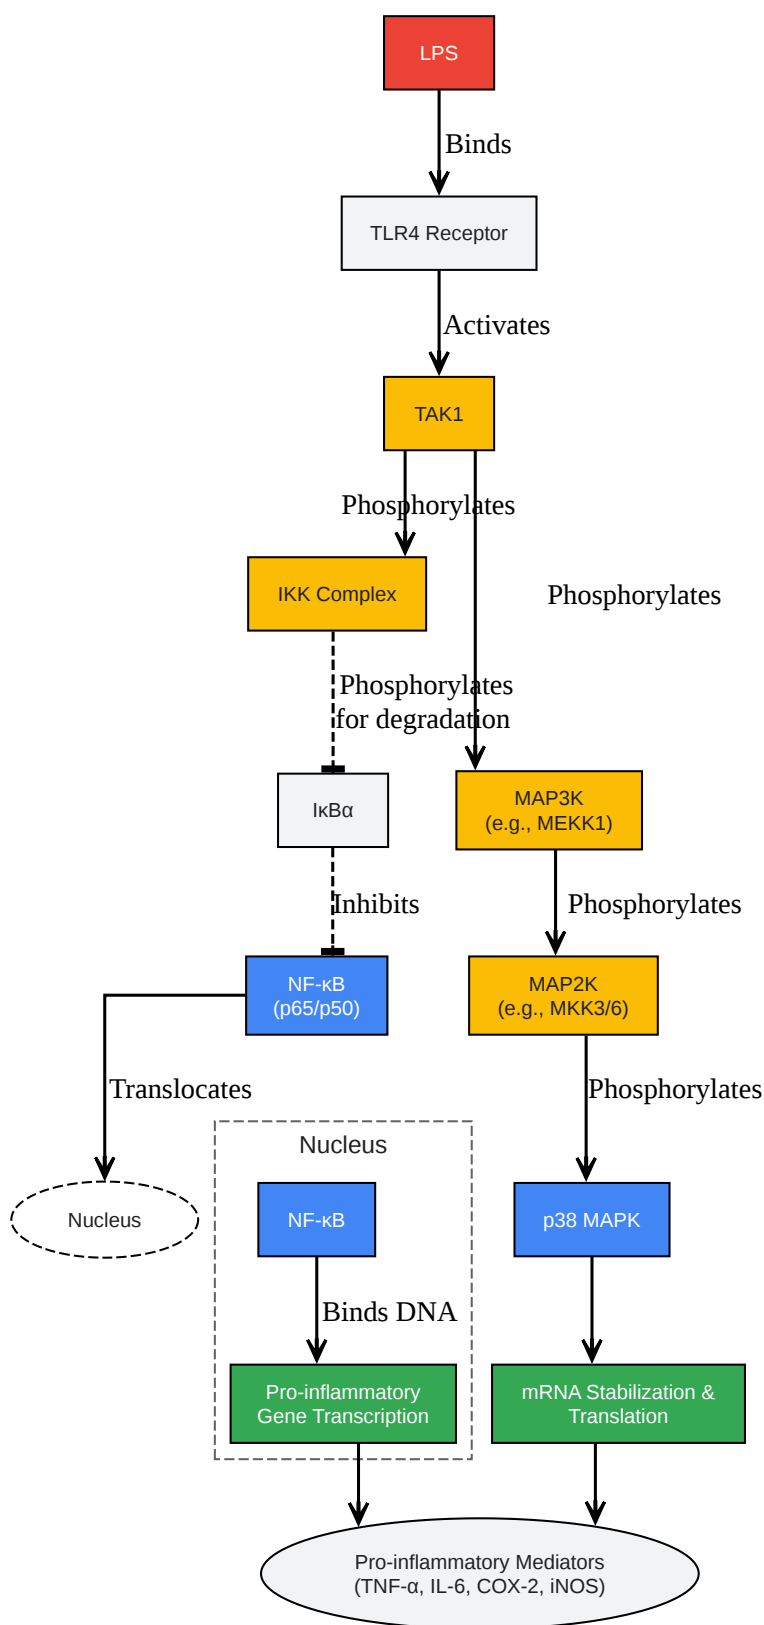 LPS
Binds
TLR4 Receptor
Activates
TAK1
Phosphorylates
IKK Complex
Phosphorylates
Phosphorylates
for degradation
IκBα
MAP3K
(e.g., MEKK1)
Inhibits
Phosphorylates
NF-κB
(p65/p50)
MAP2K
(e.g., MKK3/6)
Translocates
Phosphorylates
Nucleus
Nucleus
NF-κB
p38 MAPK
Binds DNA
Pro-inflammatory
Gene Transcription
mRNA Stabilization &
Translation
Pro-inflammatory Mediators
(TNF-α, IL-6, COX-2, iNOS)